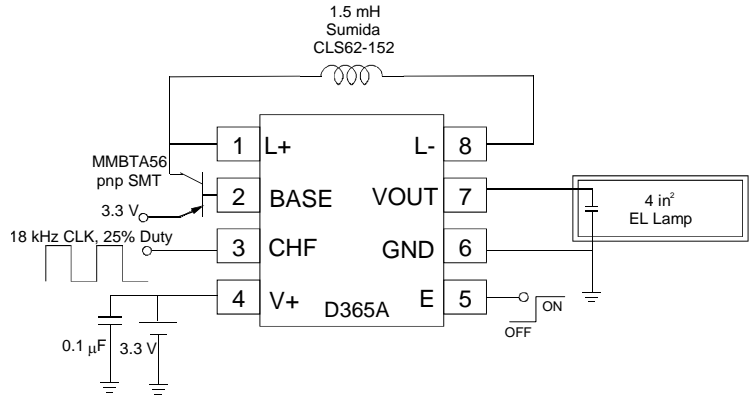 1.5 mH
Sumida
CLS62-152
1 L+ L- 8
MMBTA56
pnp SMT
2 BASE VOUT 7
4 in²
EL Lamp
3.3 V
18 kHz CLK, 25% Duty
3 CHF GND 6
4 V+ E 5
D365A
ON
OFF
0.1 μF 3.3 V